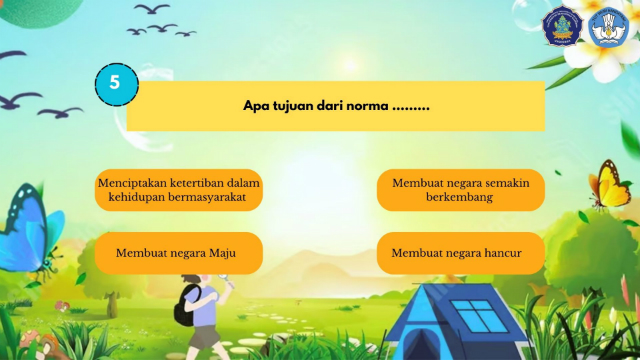 5
Apa tujuan dari norma .........
Menciptakan ketertiban dalam
kehidupan bermasyarakat
Membuat negara semakin
berkembang
Membuat negara Maju
Membuat negara hancur